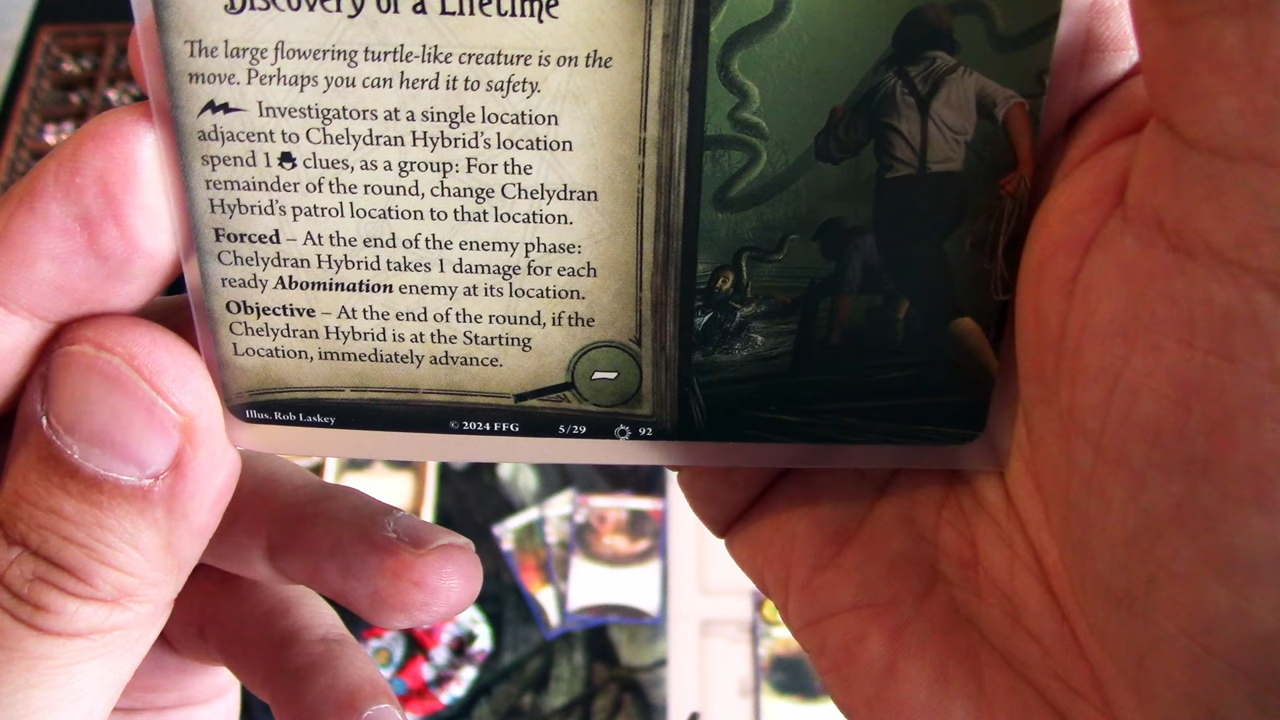 Discovery of a Lifetime
The large flowering turtle-like creature is on the
move. Perhaps you can herd it to safety.
Investigators at a single location
adjacent to Chelydran Hybrid's location
spend 1 clues, as a group: For the
remainder of the round, change Chelydran
Hybrid's patrol location to that location.
Forced – At the end of the enemy phase:
Chelydran Hybrid takes 1 damage for each
ready Abomination enemy at its location.
Objective – At the end of the round, if the
Chelydran Hybrid is at the Starting
Location, immediately advance.
–
Illus. Rob Laskey © 2024 FFG 5/29 92